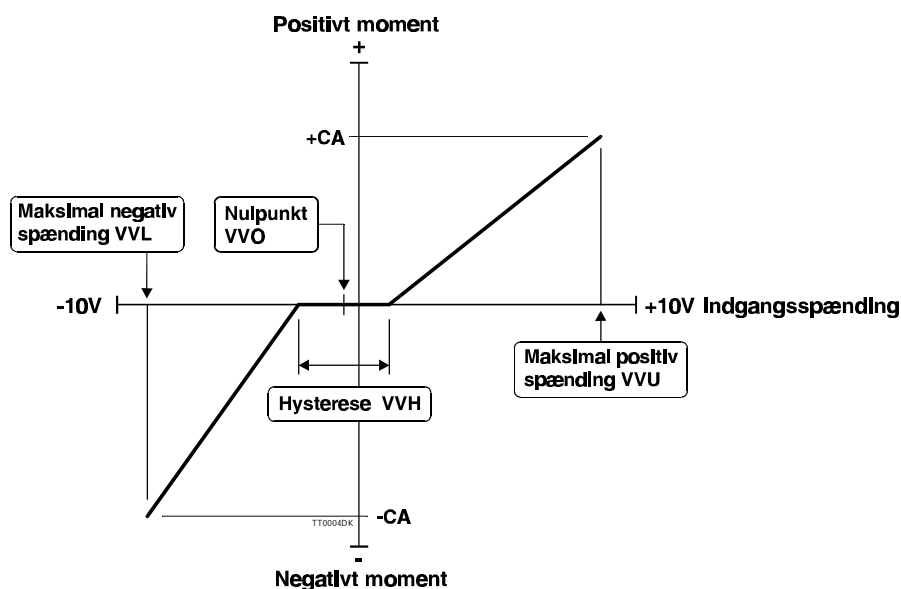 Positivt moment
+
+CA
Maksimal negativ
spænding VVL
Nulpunkt
VVO
-10V
+10V Indgangsspænding
Maksimal positiv
spænding VVU
Hysterese VVH
TT0004DK
-CA
-
Negativt moment